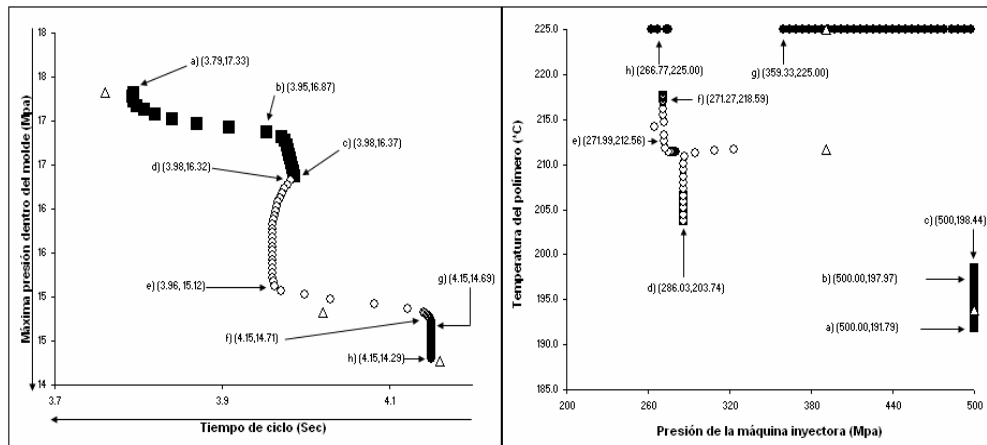 18
18
17
17
16
16
15
15
14
3.7
3.9
4.1
Máxima presión dentro del molde (Mpa)
Tiempo de ciclo (Sec)
a) (3.79,17.33)
b) (3.95,16.87)
c) (3.98,16.37)
d) (3.98,16.32)
e) (3.96, 15.12)
g) (4.15,14.69)
f) (4.15,14.71)
h) (4.15,14.29)
225.0
220.0
215.0
210.0
205.0
200.0
195.0
190.0
185.0
200
260
320
380
440
500
Temperatura del polímero (°C)
Presión de la máquina inyectora (Mpa)
h) (266.77,225.00)
g) (359.33,225.00)
f) (271.27,218.59)
e) (271.99,212.56)
c) (500,198.44)
b) (500.00,197.97)
d) (286.03,203.74)
a) (500.00,191.79)